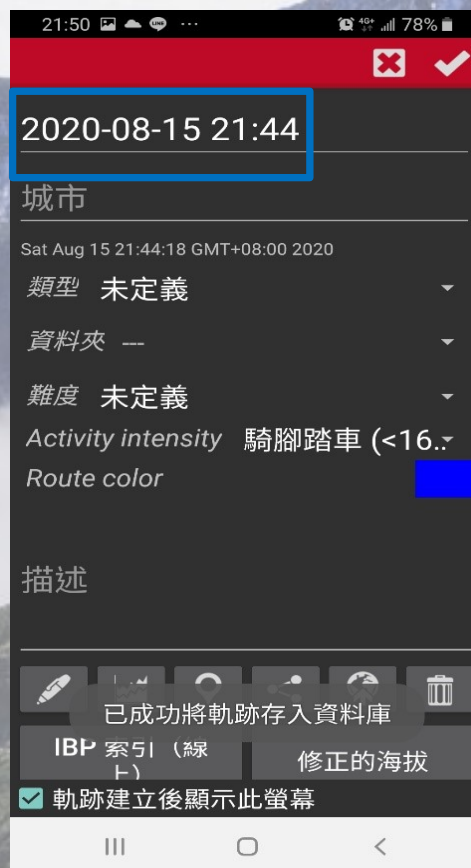 21:50 LINE ... 4G+ 78%
2020-08-15 21:44
城市
Sat Aug 15 21:44:18 GMT+08:00 2020
類型 未定義
資料夾 ---
難度 未定義
Activity intensity 騎腳踏車 (<16..
Route color
描述
已成功將軌跡存入資料庫
IBP 索引（線
上）
修正的海拔
軌跡建立後顯示此螢幕